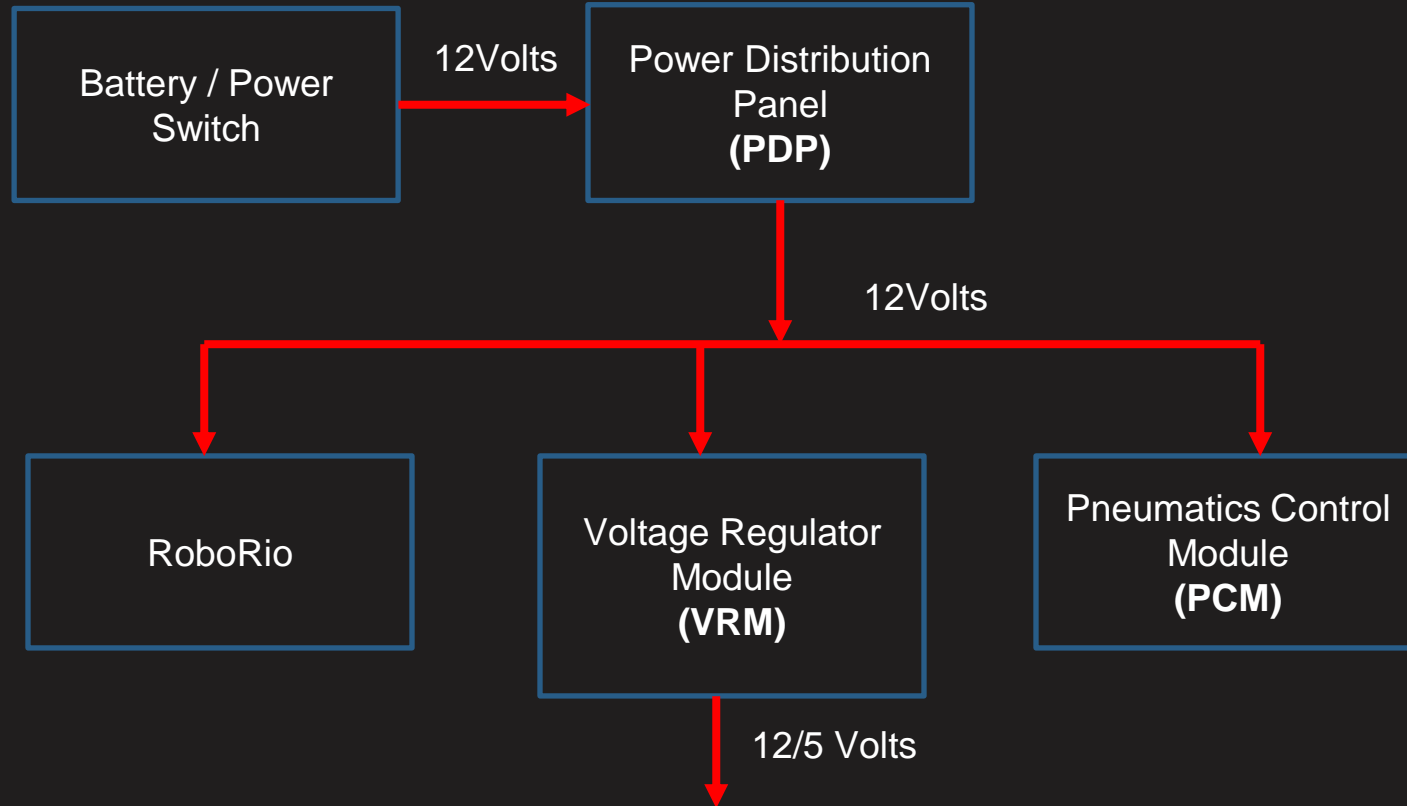 Battery / Power
Switch
12Volts
Power Distribution
Panel
(PDP)
12Volts
RoboRio
Voltage Regulator
Module
(VRM)
Pneumatics Control
Module
(PCM)
12/5 Volts